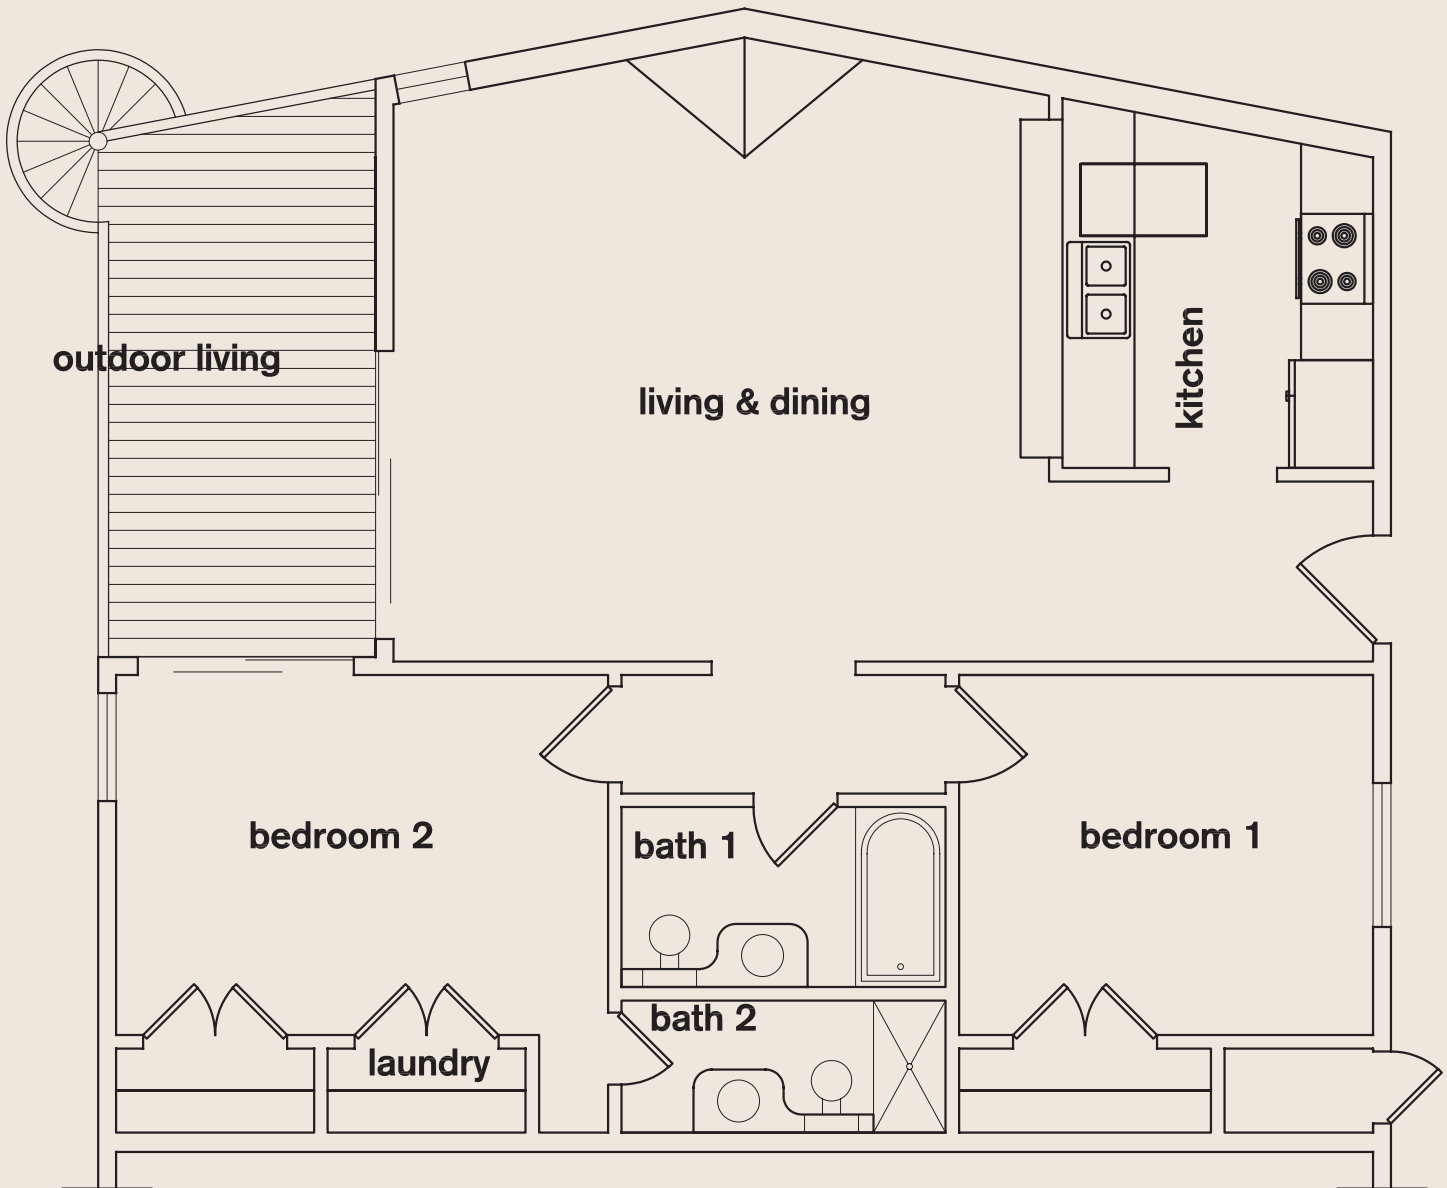 outdoor living
living & dining
kitchen
bedroom 2
bath 1
bedroom 1
bath 2
laundry